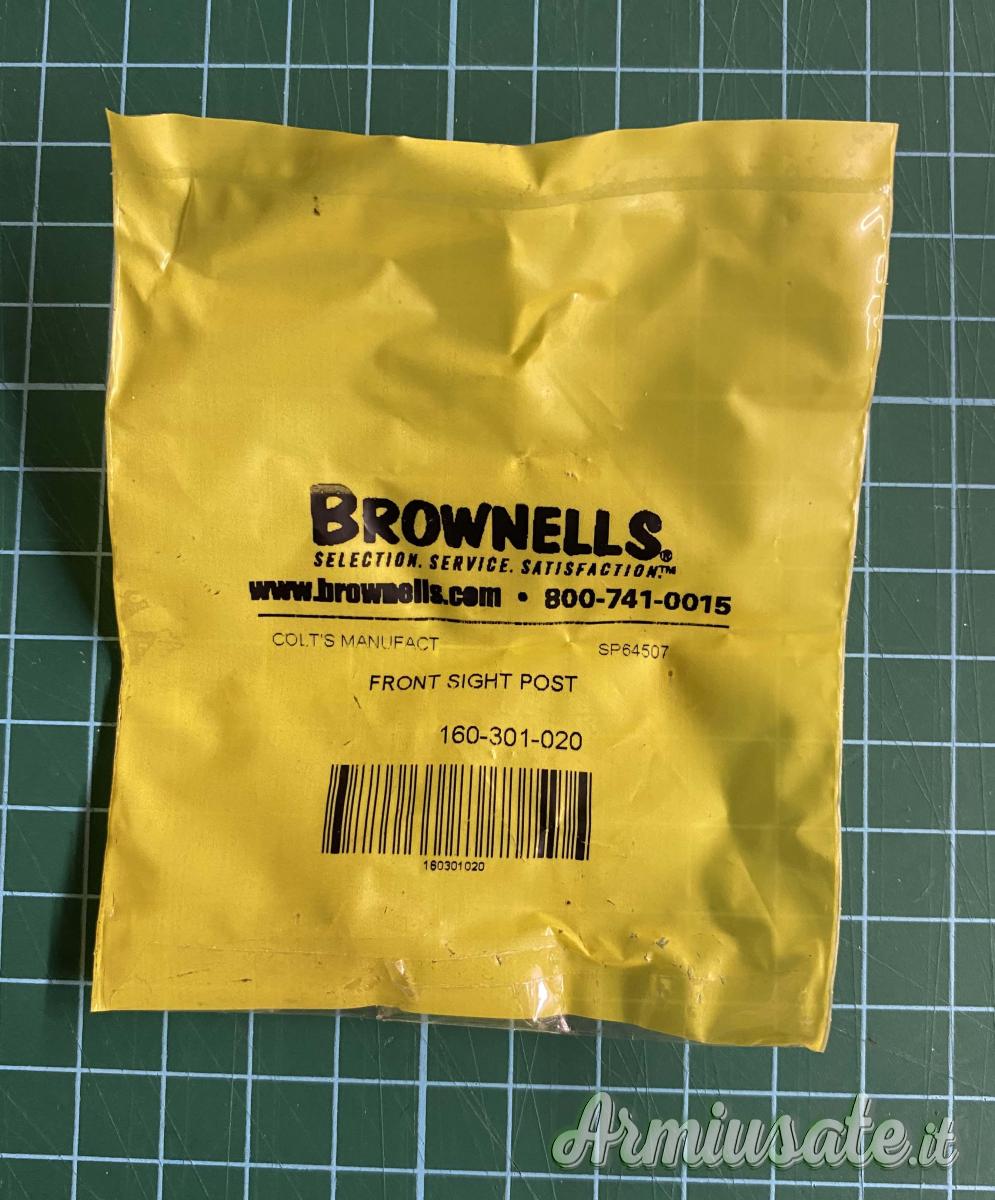 BROWNELLS®
SELECTION. SERVICE. SATISFACTION.™
www.brownells.com • 800-741-0015
COLT'S MANUFACT SP64507
FRONT SIGHT POST
160-301-020
160301020
Armiusate.it